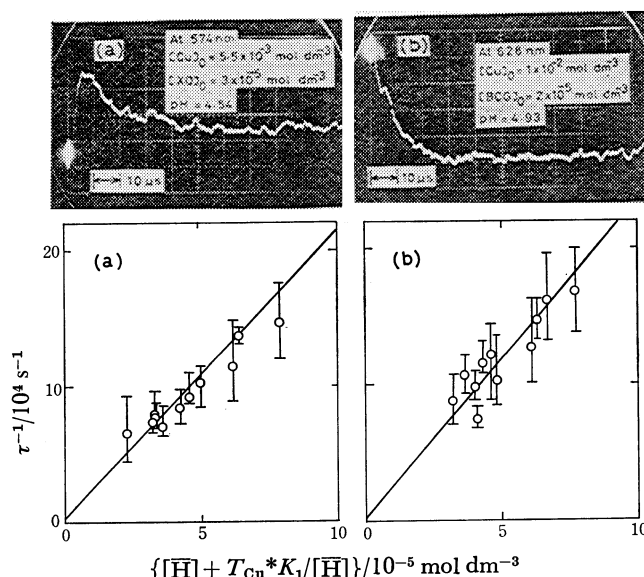 (a)
At 574 nm
[Cu]₀ = 5·5×10⁻³ mol dm⁻³
[XO]₀ = 3×10⁻⁵ mol dm⁻³
pH = 4.54
10 μs
(b)
At 626 nm
[Cu]₀ = 1×10⁻² mol dm⁻³
[BCG]₀ = 2×10⁻⁵ mol dm⁻³
pH = 4.93
10 μs
τ⁻¹/10⁴ s⁻¹
20
10
0
(a)
0 5 10
(b)
0 5 10
{[H̅] + T_Cu*K₁/[H̅]}/10⁻⁵ mol dm⁻³